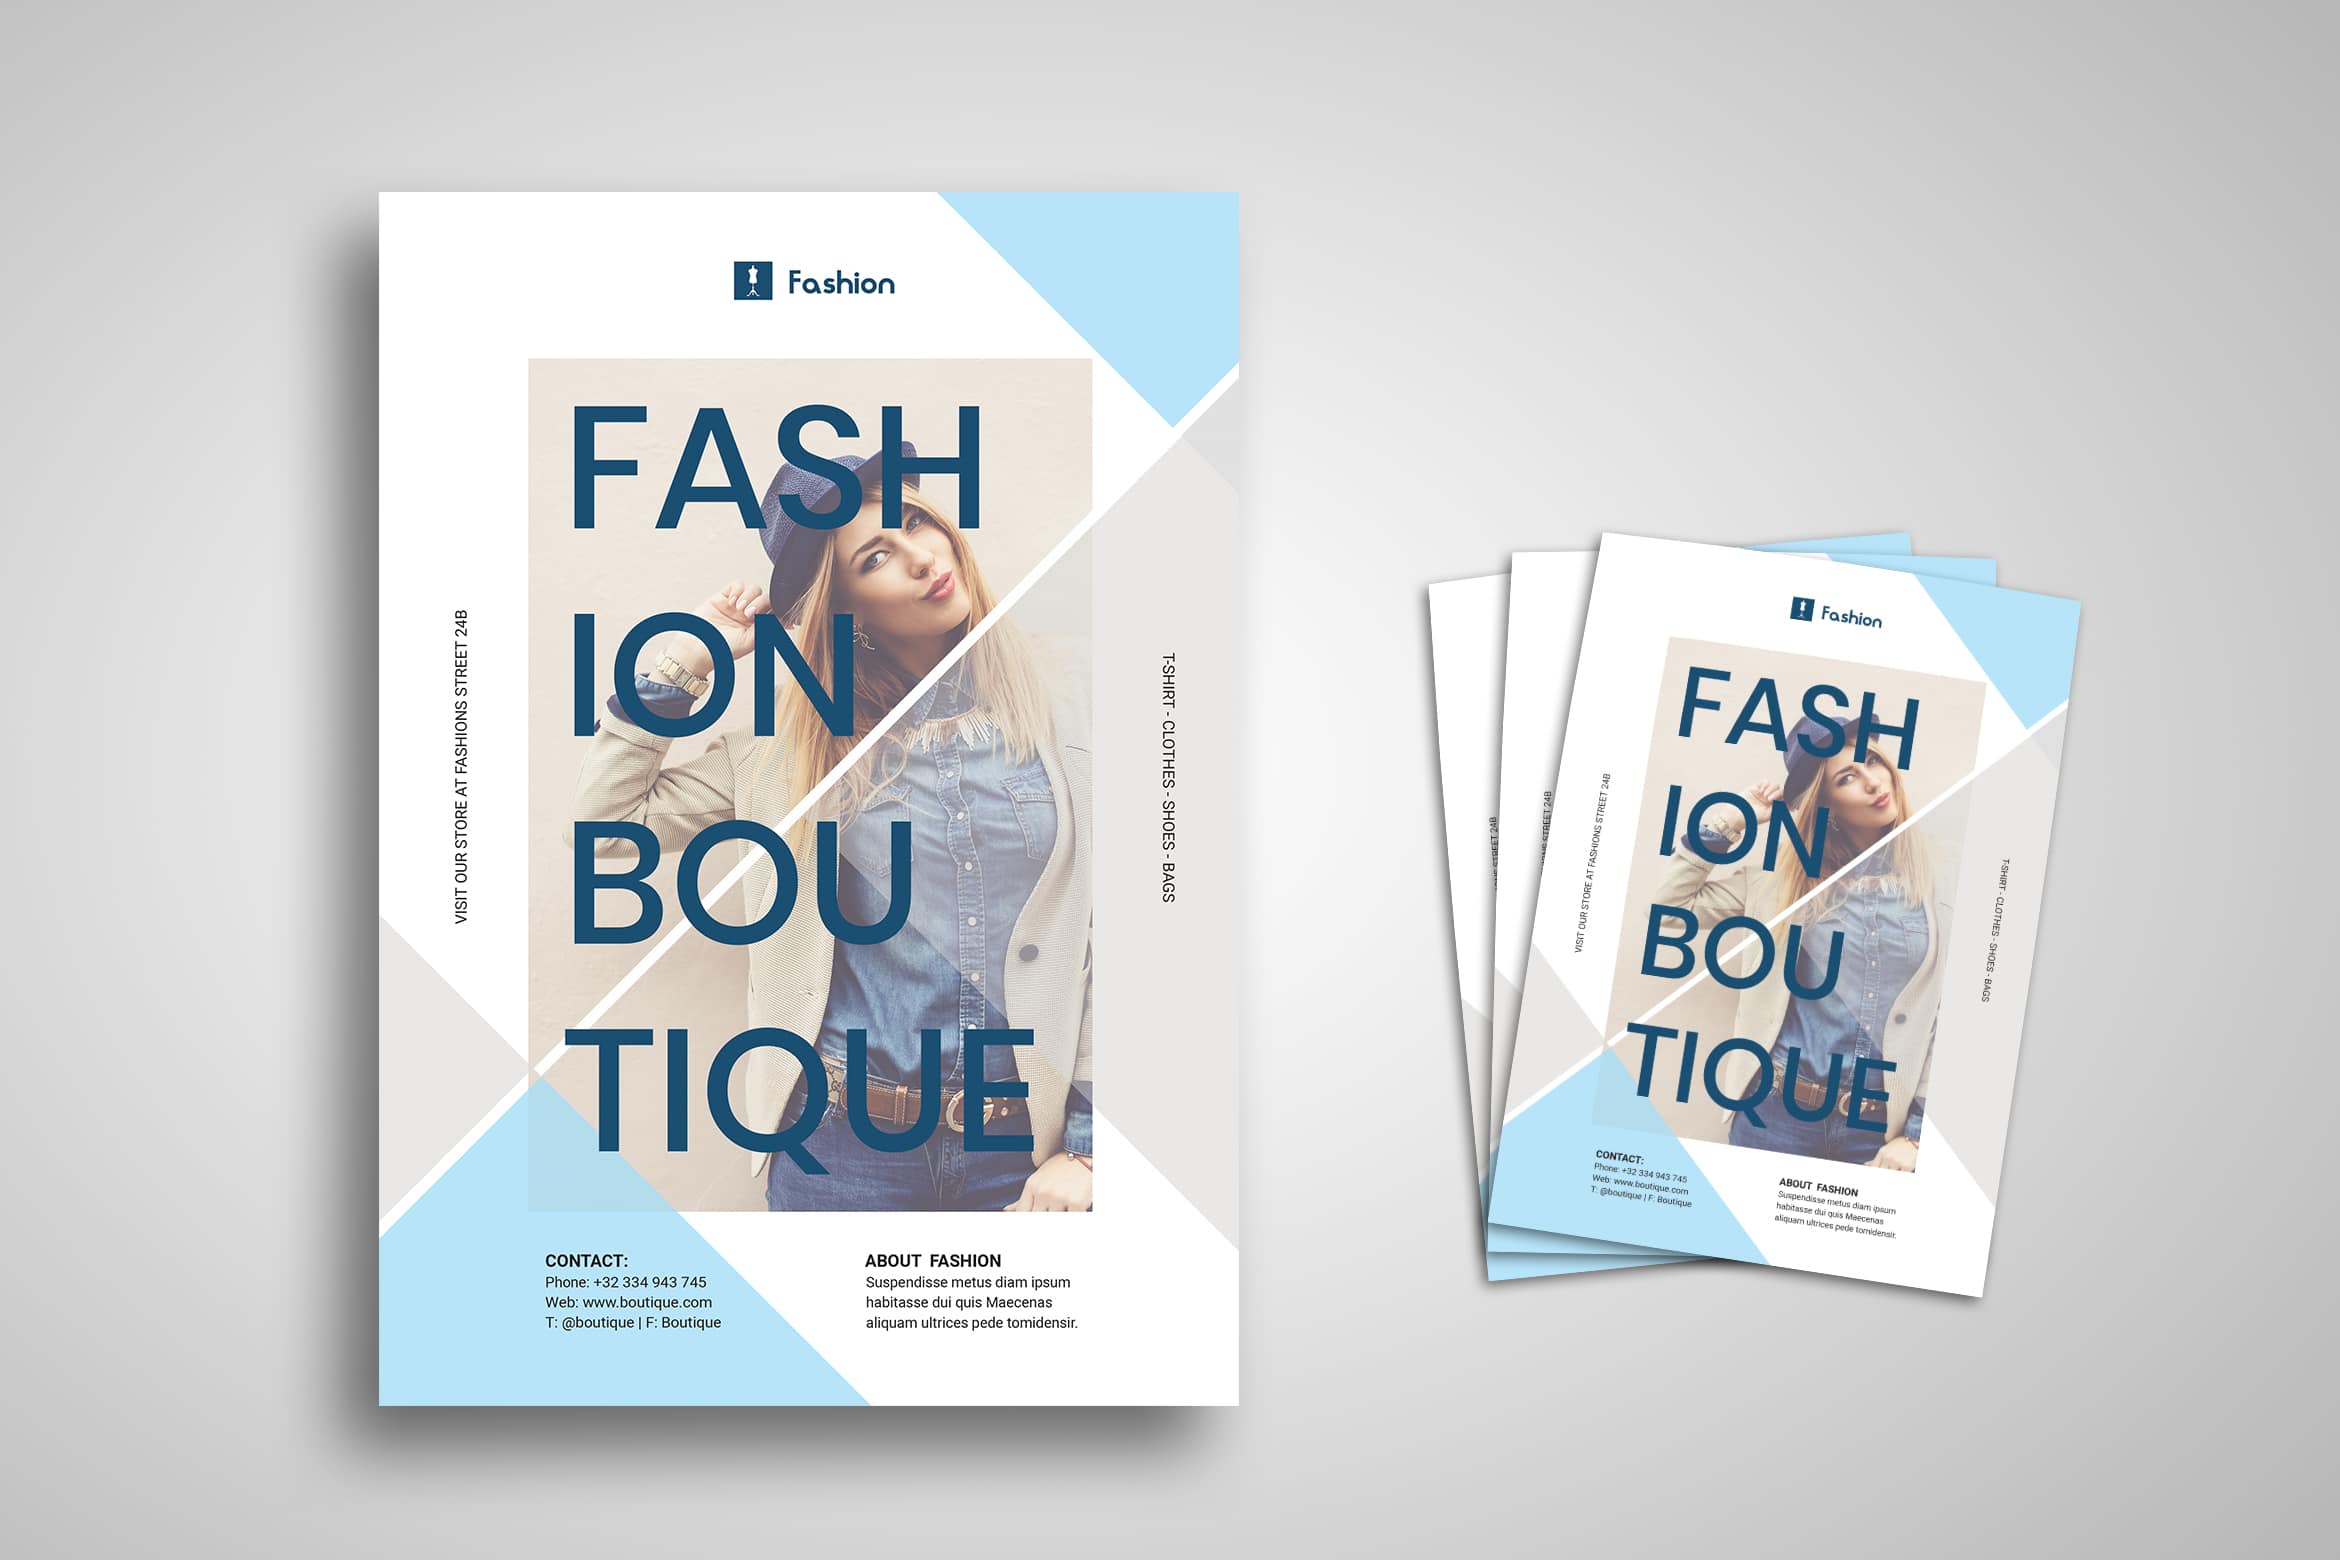 Fashion
FASH
ION
BOU
TIQUE
VISIT OUR STORE AT FASHIONS STREET 24B
T-SHIRT - CLOTHES - SHOES - BAGS
CONTACT:
Phone: +32 334 943 745
Web: www.boutique.com
T: @boutique | F: Boutique
ABOUT FASHION
Suspendisse metus diam ipsum
habitasse dui quis Maecenas
aliquam ultrices pede tomidensir.
Fashion
FASH
ION
BOU
TIQUE
VISIT OUR STORE AT FASHIONS STREET 24B
T-SHIRT - CLOTHES - SHOES - BAGS
CONTACT:
Phone: +32 334 943 745
Web: www.boutique.com
T: @boutique | F: Boutique
ABOUT FASHION
Suspendisse metus diam ipsum
habitasse dui quis Maecenas
aliquam ultrices pede tomidensir.
STREET 24B
STREET 24B